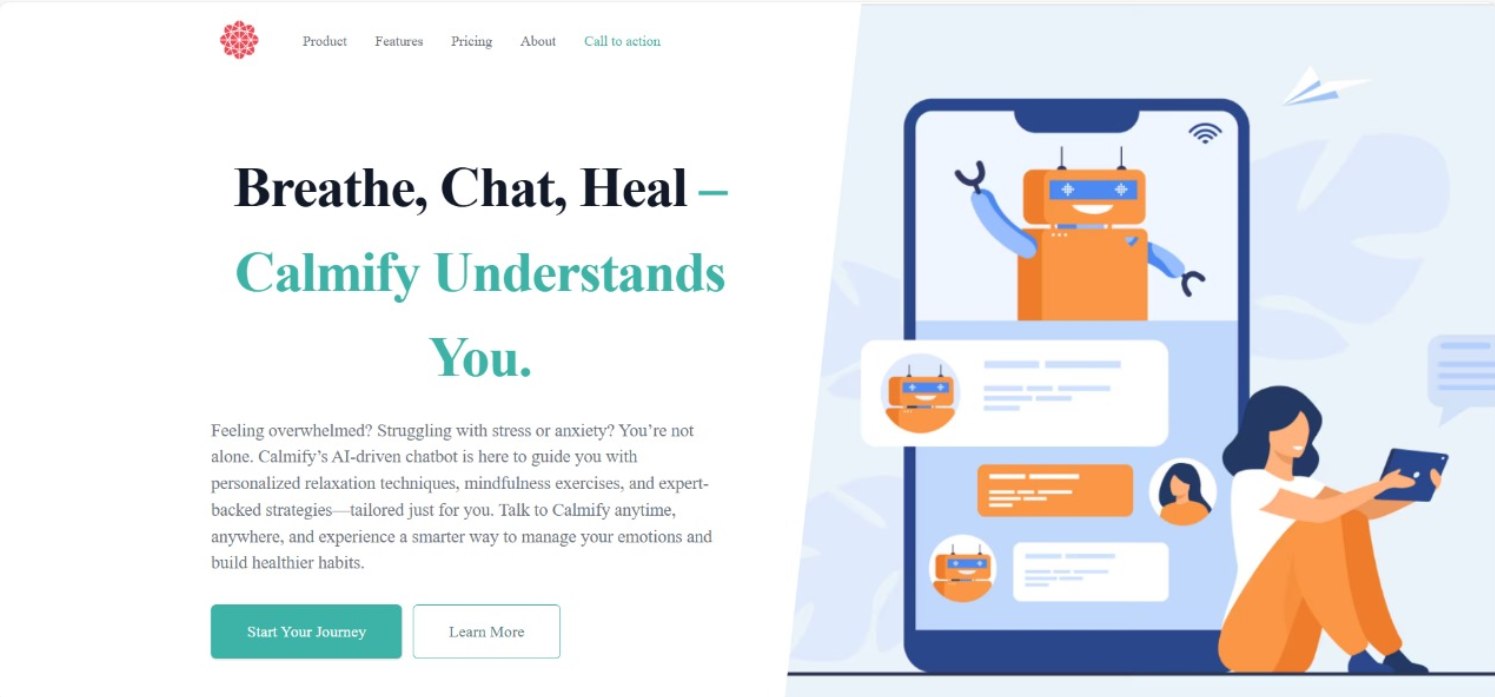 Product Features Pricing About Call to action
Breathe, Chat, Heal –
Calmify Understands
You.
Feeling overwhelmed? Struggling with stress or anxiety? You’re not
alone. Calmify’s AI-driven chatbot is here to guide you with
personalized relaxation techniques, mindfulness exercises, and expert-
backed strategies—tailored just for you. Talk to Calmify anytime,
anywhere, and experience a smarter way to manage your emotions and
build healthier habits.
Start Your Journey Learn More